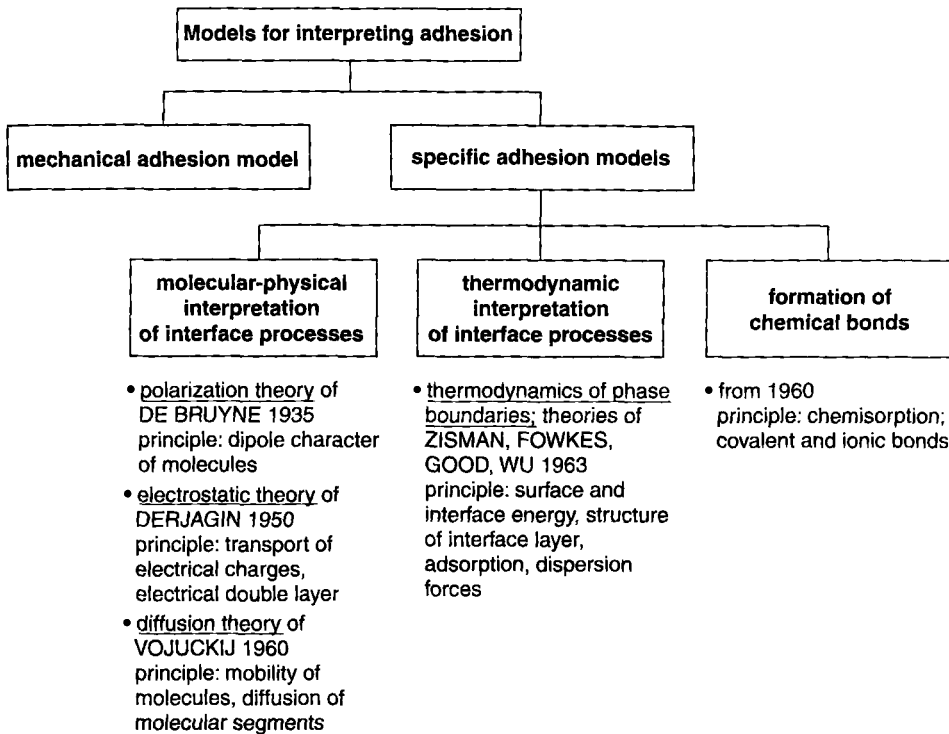 Models for interpreting adhesion
mechanical adhesion model
specific adhesion models
molecular-physical
interpretation
of interface processes
thermodynamic
interpretation
of interface processes
formation of
chemical bonds
• polarization theory of
DE BRUYNE 1935
principle: dipole character
of molecules
• electrostatic theory of
DERJAGIN 1950
principle: transport of
electrical charges,
electrical double layer
• diffusion theory of
VOJUCKIJ 1960
principle: mobility of
molecules, diffusion of
molecular segments
• thermodynamics of phase
boundaries; theories of
ZISMAN, FOWKES,
GOOD, WU 1963
principle: surface and
interface energy, structure
of interface layer,
adsorption, dispersion
forces
• from 1960
principle: chemisorption;
covalent and ionic bonds